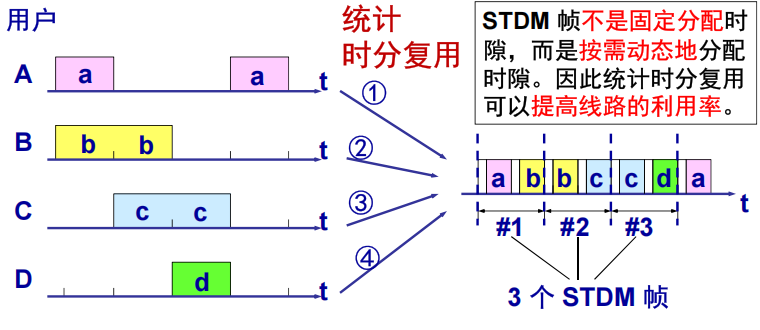 用户
统计
时分复用
STDM 帧不是固定分配时
隙，而是按需动态地分配
时隙。因此统计时分复用
可以提高线路的利用率。
A a a t
①
B b b t
②
C c c t
③
D d t
④
a b b c c d a t
#1 #2 #3
3 个 STDM 帧